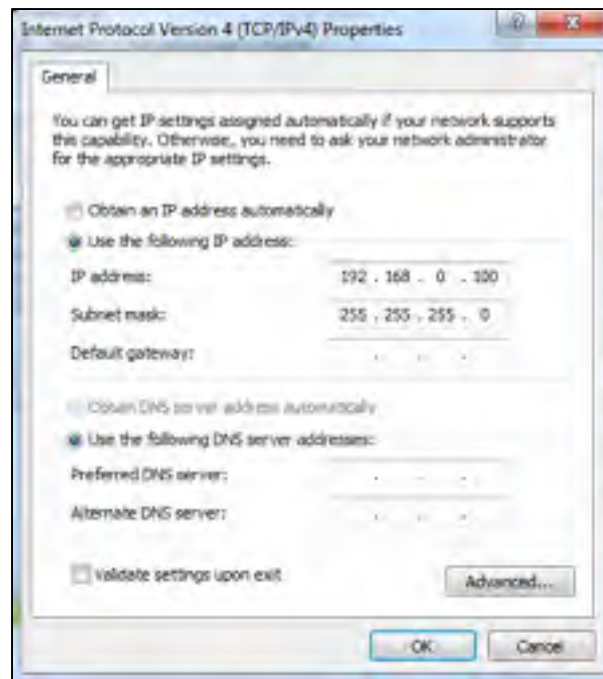 Internet Protocol Version 4 (TCP/IPv4) Properties
General
You can get IP settings assigned automatically if your network supports
this capability. Otherwise, you need to ask your network administrator
for the appropriate IP settings.
Obtain an IP address automatically
Use the following IP address:
IP address: 192 . 168 . 0 . 100
Subnet mask: 255 . 255 . 255 . 0
Default gateway: . . .
Obtain DNS server address automatically
Use the following DNS server addresses:
Preferred DNS server: . . .
Alternate DNS server: . . .
Validate settings upon exit
Advanced...
OK Cancel